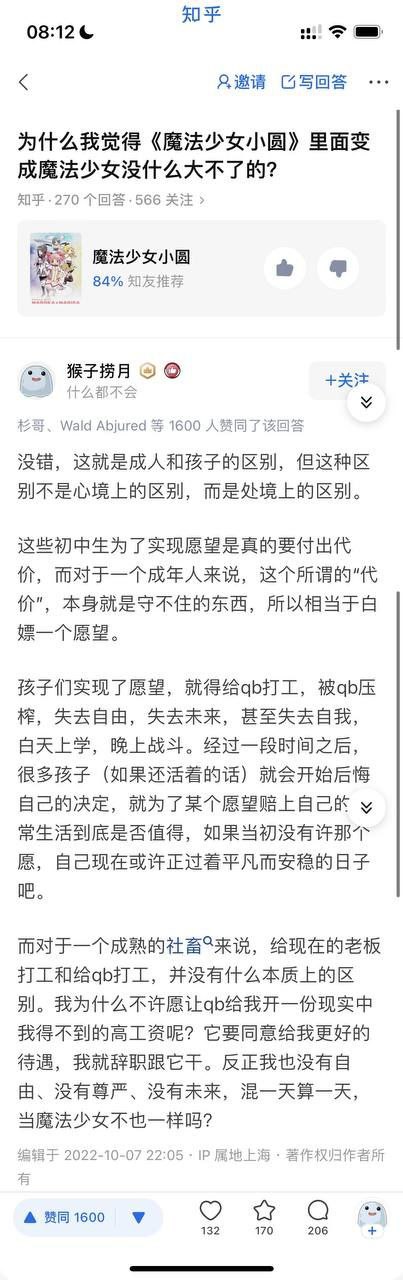 知乎
08:12
邀请 写回答
为什么我觉得《魔法少女小圆》里面变
成魔法少女没什么大不了的?
知乎·270 个回答·566 关注
魔法少女小圆
84% 知友推荐
猴子捞月
什么都不会
+关注
杉哥、Wald Abjured 等 1600 人赞同了该回答
没错，这就是成人和孩子的区别，但这种区
别不是心境上的区别，而是处境上的区别。
这些初中生为了实现愿望是真的要付出代
价，而对于一个成年人来说，这个所谓的“代
价”，本身就是守不住的东西，所以相当于白
嫖一个愿望。
孩子们实现了愿望，就得给qb打工，被qb压
榨，失去自由，失去未来，甚至失去自我，
白天上学，晚上战斗。经过一段时间之后，
很多孩子（如果还活着的话）就会开始后悔
自己的决定，就为了某个愿望赔上自己的
常生活到底是否值得，如果当初没有许那个
愿，自己现在或许正过着平凡而安稳的日子
吧。
而对于一个成熟的社畜来说，给现在的老板
打工和给qb打工，并没有什么本质上的区
别。我为什么不许愿让qb给我开一份现实中
我得不到的高工资呢？它要同意给我更好的
待遇，我就辞职跟它干。反正我也没有自
由、没有尊严、没有未来，混一天算一天，
当魔法少女不也一样吗？
编辑于 2022-10-07 22:05 · IP 属地上海 · 著作权归作者所
有
赞同 1600
132
170
206